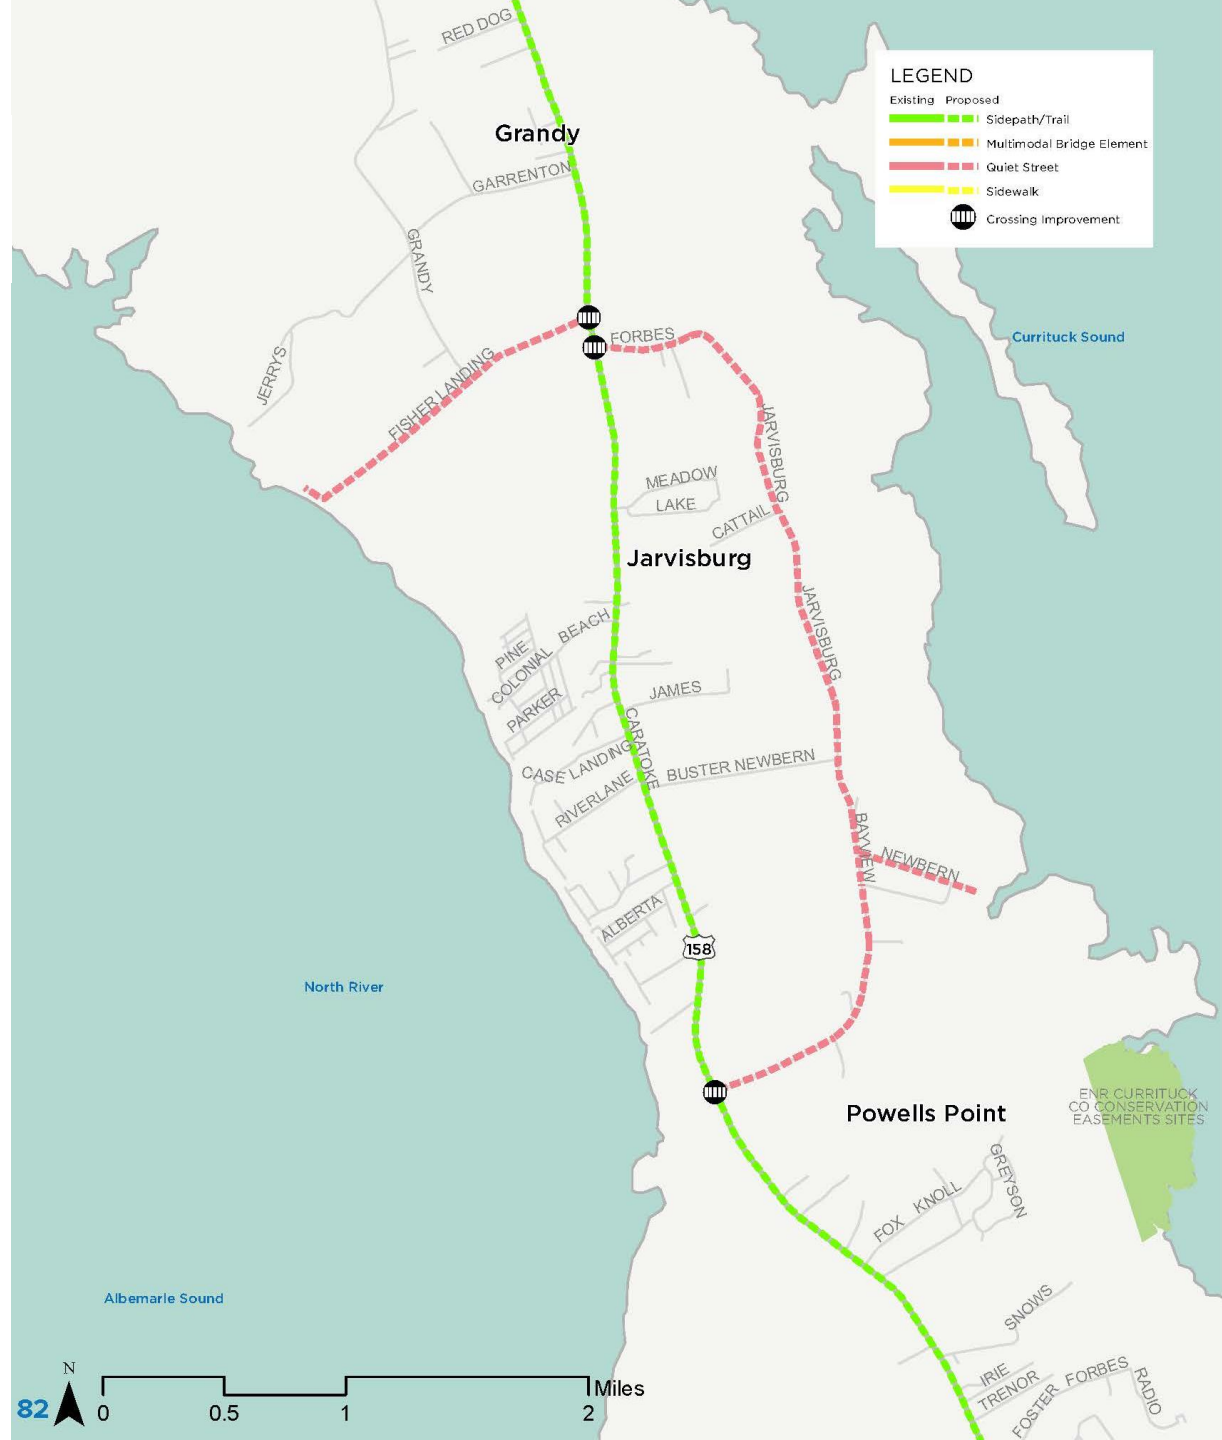 RED DOG
Grandy
GARRENTON
GRANDY
JERRYS
FISHER LANDING
FORBES
LEGEND
Existing Proposed
Sidepath/Trail
Multimodal Bridge Element
Quiet Street
Sidewalk
Crossing Improvement
Currituck Sound
JARVISBURG
MEADOW
LAKE
CATTAIL
Jarvisburg
JARVISBURG
BEACH
PINE
COLONIAL
PARKER
JAMES
CARATOKE
CASE LANDING
RIVERLANE
BUSTER NEWBERN
BAYVIEW
NEWBERN
ALBERTA
158
North River
ENR CURRITUCK
CO CONSERVATION
EASEMENTS SITES
Powells Point
GREYSON
FOX KNOLL
Albemarle Sound
SNOWS
IRIE
TRENOR
FOSTER FORBES
RADIO
N
82
Miles
0 0.5 1 2